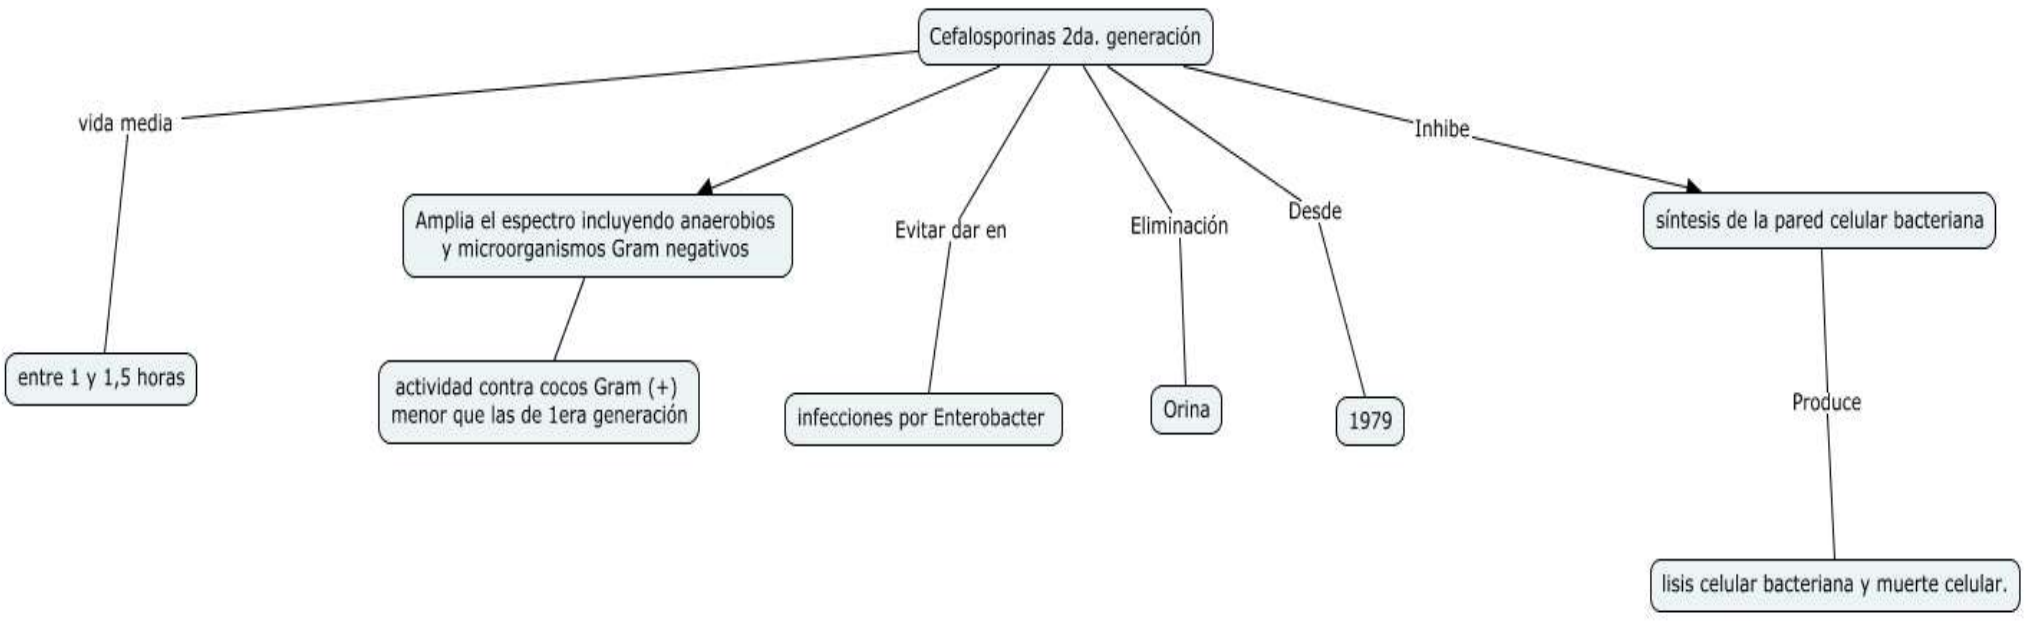 Cefalosporinas 2da. generación
vida media
Inhibe
Amplia el espectro incluyendo anaerobios
y microorganismos Gram negativos
Evitar dar en
Eliminación
Desde
síntesis de la pared celular bacteriana
entre 1 y 1,5 horas
actividad contra cocos Gram (+)
menor que las de 1era generación
infecciones por Enterobacter
Orina
1979
Produce
lisis celular bacteriana y muerte celular.